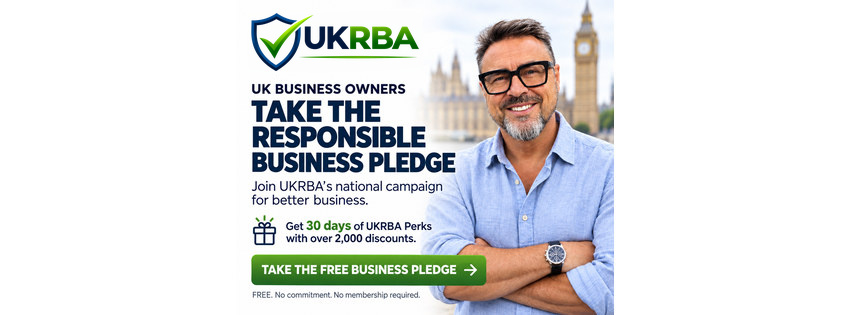 UKRBA
UK BUSINESS OWNERS
TAKE THE
RESPONSIBLE
BUSINESS PLEDGE
Join UKRBA's national campaign
for better business.
Get 30 days of UKRBA Perks
with over 2,000 discounts.
TAKE THE FREE BUSINESS PLEDGE →
FREE. No commitment. No membership required.